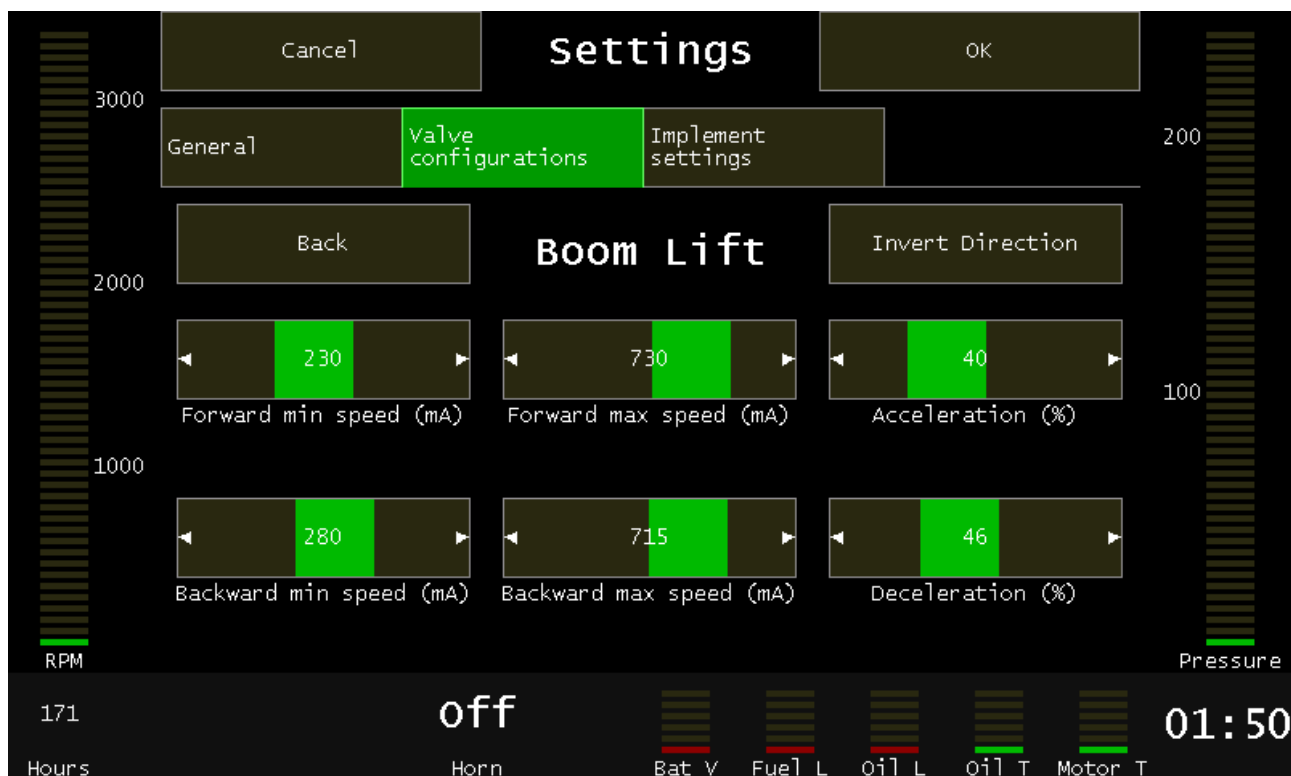 Cancel
Settings
OK
3000
200
General
Valve
configurations
Implement
settings
Back
Boom Lift
Invert Direction
2000
230
730
40
Forward min speed (mA)
Forward max speed (mA)
Acceleration (%)
100
1000
280
715
46
Backward min speed (mA)
Backward max speed (mA)
Deceleration (%)
RPM
Pressure
171
Off
01:50
Hours
Horn
Bat V
Fuel L
Oil L
Oil T
Motor T